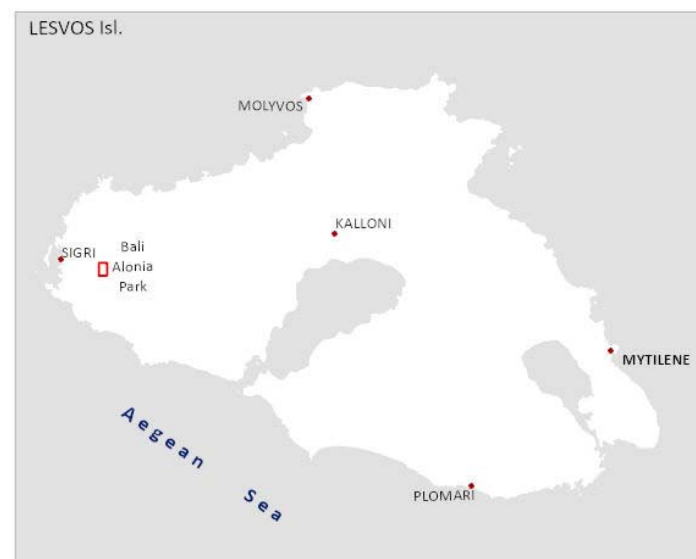 LESVOS Isl.
MOLYVOS
KALLONI
SIGRI
Bali
Alonia
Park
MYTILENE
Aegean Sea
PLOMARI